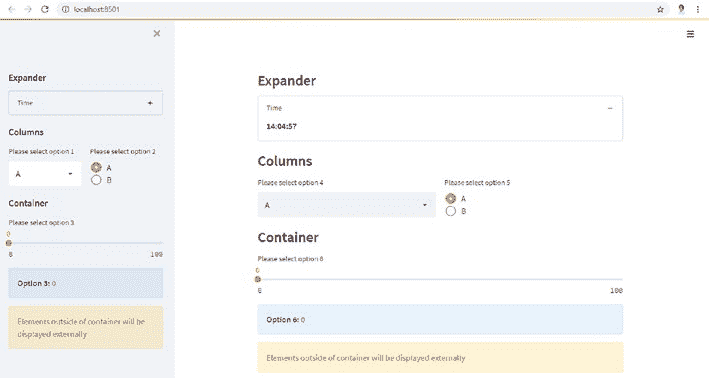 localhost:8501
Expander
Time
Columns
Please select option 1
Please select option 2
A
A
B
Container
Please select option 3
0
0
100
Option 3: 0
Elements outside of container will be
displayed externally
Expander
Time
14:04:57
Columns
Please select option 4
Please select option 5
A
A
B
Container
Please select option 6
0
0
100
Option 6: 0
Elements outside of container will be displayed externally